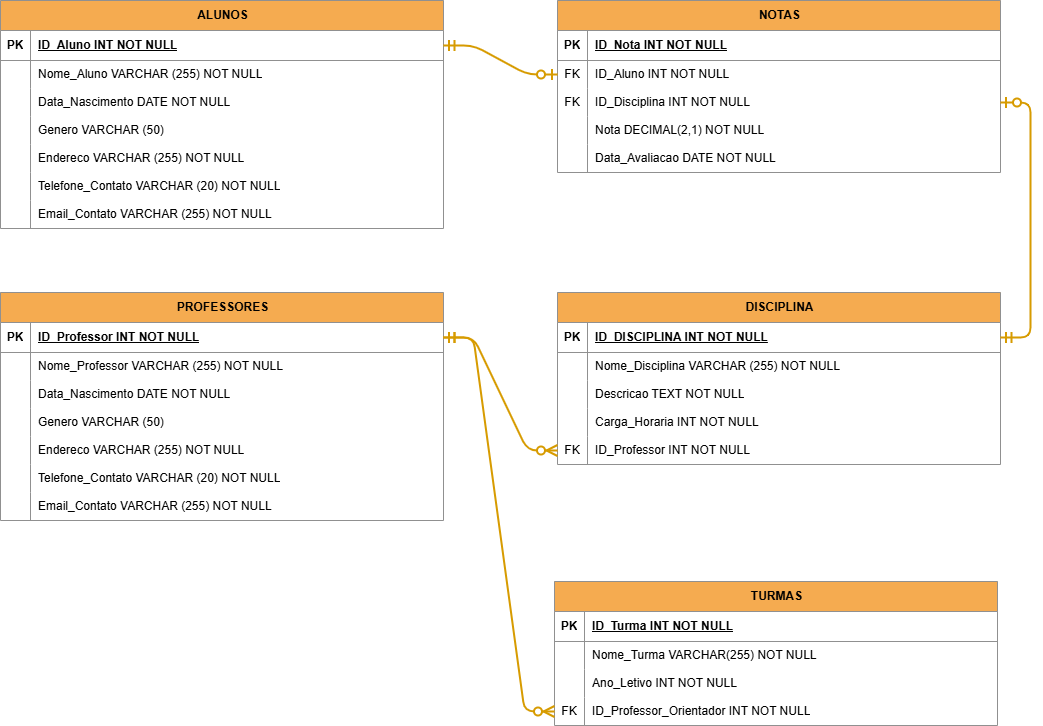 ALUNOS
PK ID_Aluno INT NOT NULL
Nome_Aluno VARCHAR (255) NOT NULL
Data_Nascimento DATE NOT NULL
Genero VARCHAR (50)
Endereco VARCHAR (255) NOT NULL
Telefone_Contato VARCHAR (20) NOT NULL
Email_Contato VARCHAR (255) NOT NULL
NOTAS
PK ID_Nota INT NOT NULL
FK ID_Aluno INT NOT NULL
FK ID_Disciplina INT NOT NULL
Nota DECIMAL(2,1) NOT NULL
Data_Avaliacao DATE NOT NULL
PROFESSORES
PK ID_Professor INT NOT NULL
Nome_Professor VARCHAR (255) NOT NULL
Data_Nascimento DATE NOT NULL
Genero VARCHAR (50)
Endereco VARCHAR (255) NOT NULL
Telefone_Contato VARCHAR (20) NOT NULL
Email_Contato VARCHAR (255) NOT NULL
DISCIPLINA
PK ID_DISCIPLINA INT NOT NULL
Nome_Disciplina VARCHAR (255) NOT NULL
Descricao TEXT NOT NULL
Carga_Horaria INT NOT NULL
FK ID_Professor INT NOT NULL
TURMAS
PK ID_Turma INT NOT NULL
Nome_Turma VARCHAR(255) NOT NULL
Ano_Letivo INT NOT NULL
FK ID_Professor_Orientador INT NOT NULL